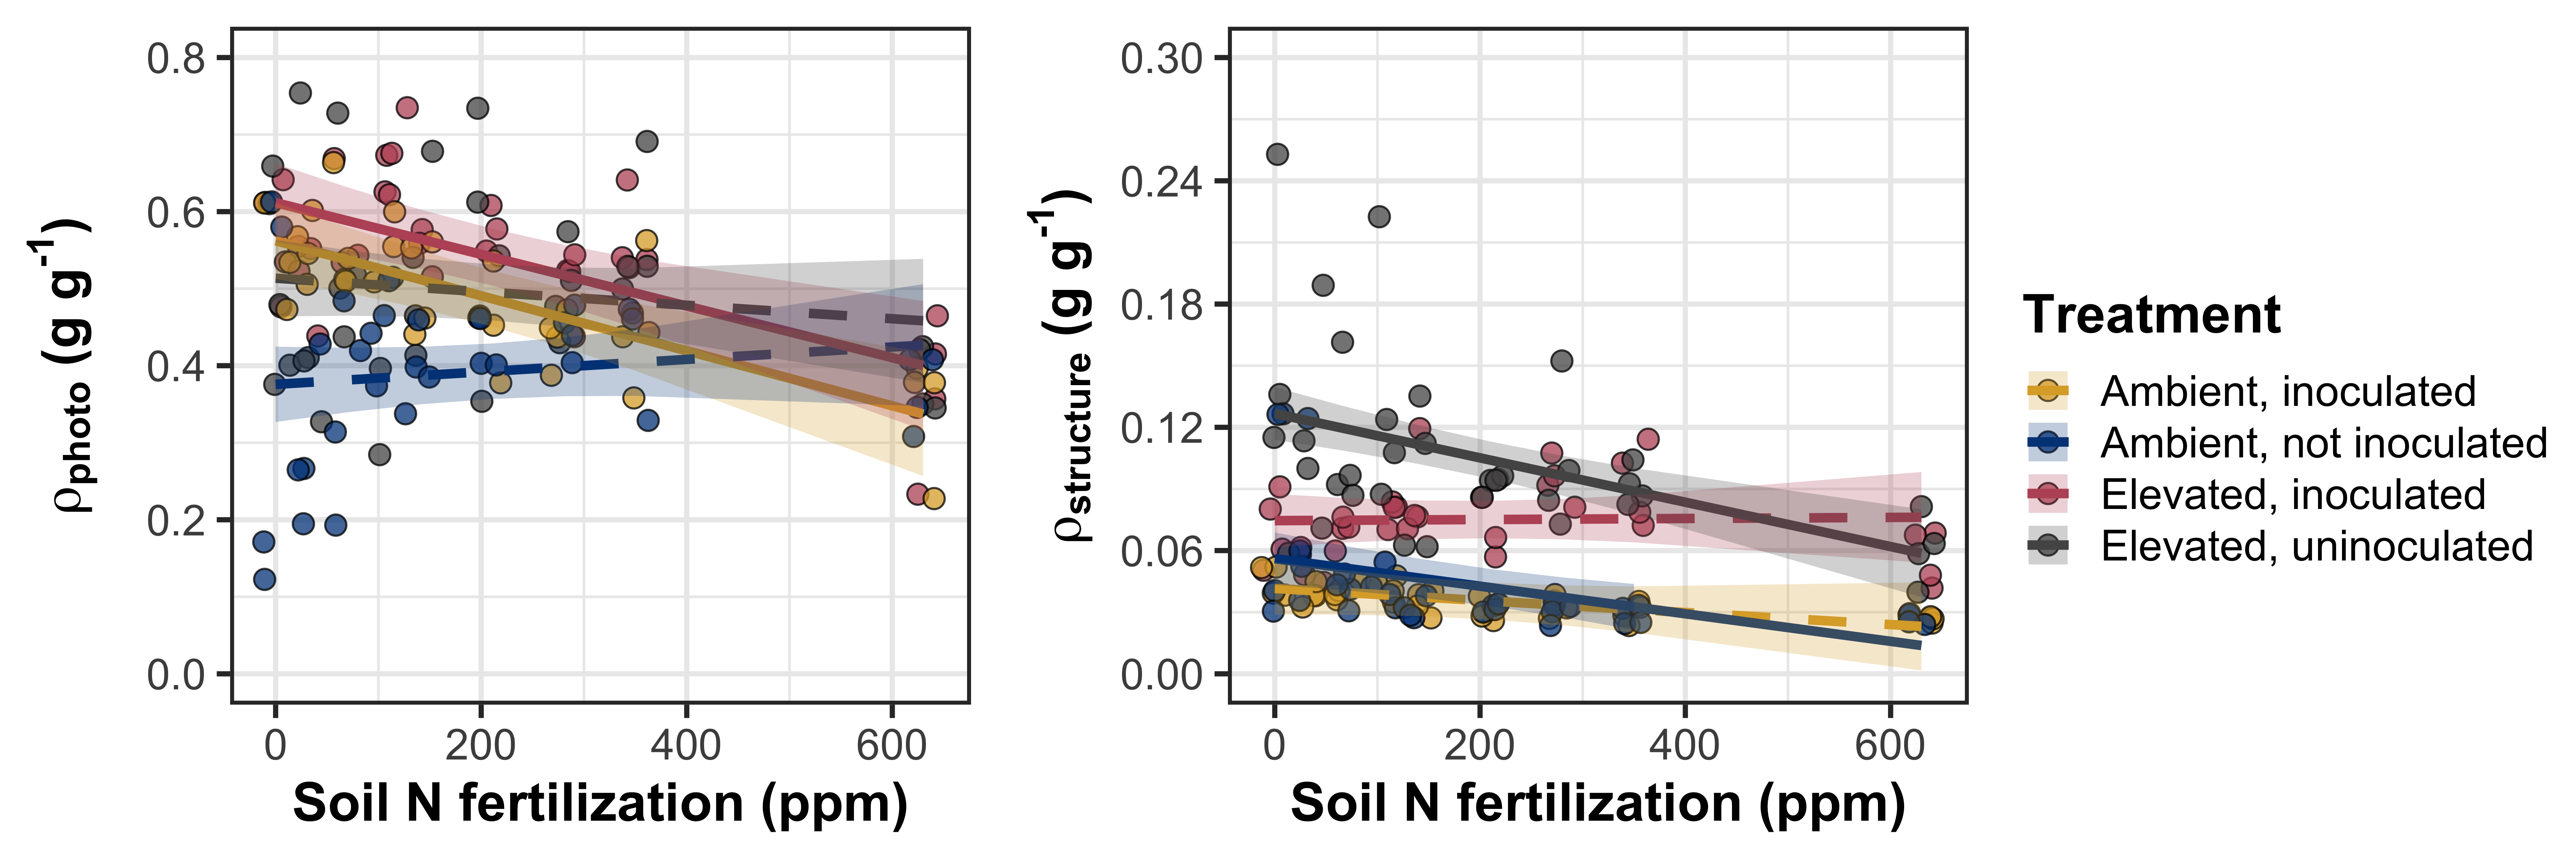 ρphoto (g g-1)
0.8
0.6
0.4
0.2
0.0
0 200 400 600
Soil N fertilization (ppm)
ρstructure (g g-1)
0.30
0.24
0.18
0.12
0.06
0.00
0 200 400 600
Soil N fertilization (ppm)
Treatment
Ambient, inoculated
Ambient, not inoculated
Elevated, inoculated
Elevated, uninoculated